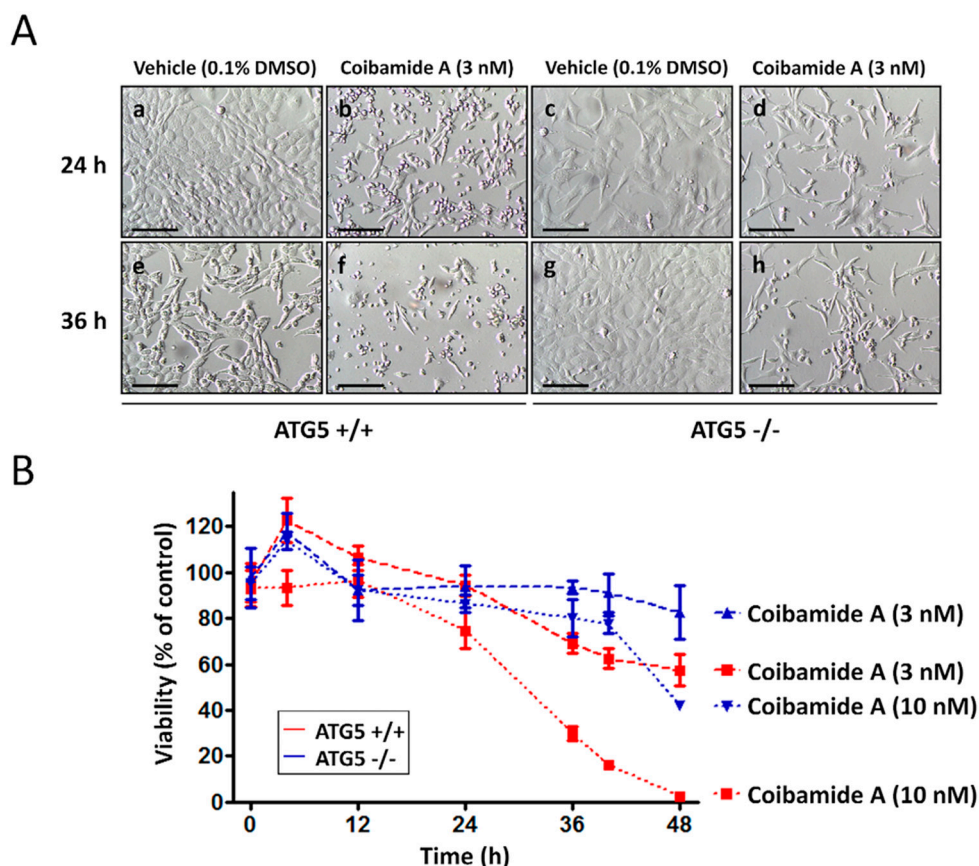 A
Vehicle (0.1% DMSO) Coibamide A (3 nM) Vehicle (0.1% DMSO) Coibamide A (3 nM)
24 h
a b c d
36 h
e f g h
ATG5 +/+ ATG5 -/-
B
Viability (% of control)
120
100
80
60
40
20
0
ATG5 +/+
ATG5 -/-
Coibamide A (3 nM)
Coibamide A (3 nM)
Coibamide A (10 nM)
Coibamide A (10 nM)
0 12 24 36 48
Time (h)